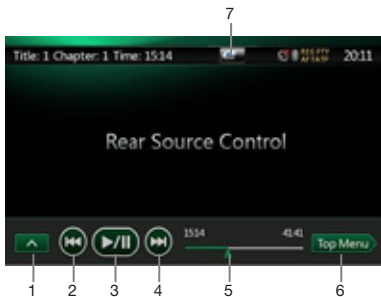 7
Title: 1 Chapter: 1 Time: 15:14 20:11
Rear Source Control
15:14 41:41
Top Menu
1 2 3 4 5 6